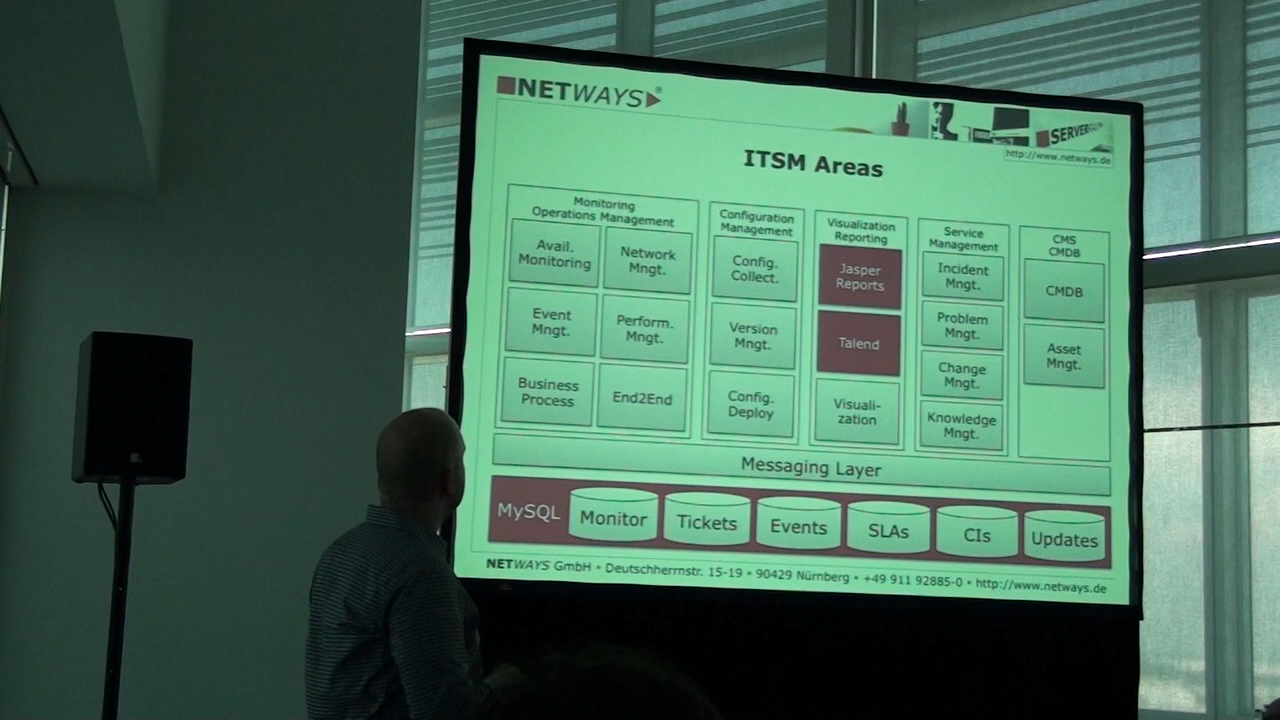 NETWAYS®
SERVER
http://www.netways.de
ITSM Areas
Monitoring
Operations Management
Avail.
Monitoring
Network
Mngt.
Event
Mngt.
Perform.
Mngt.
Business
Process
End2End
Configuration
Management
Config.
Collect.
Version
Mngt.
Config.
Deploy
Visualization
Reporting
Jasper
Reports
Talend
Visuali-
zation
Service
Management
Incident
Mngt.
Problem
Mngt.
Change
Mngt.
Knowledge
Mngt.
CMS
CMDB
CMDB
Asset
Mngt.
Messaging Layer
MySQL
Monitor
Tickets
Events
SLAs
CIs
Updates
NETWAYS GmbH • Deutschherrnstr. 15-19 • 90429 Nürnberg • +49 911 92885-0 • http://www.netways.de